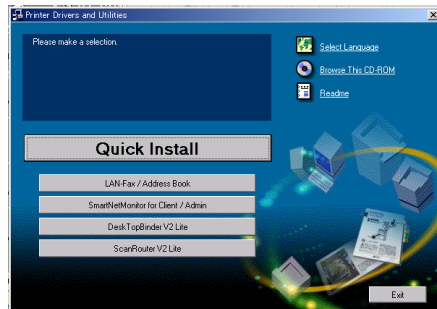 Printer Drivers and Utilities
Please make a selection.
Select Language
Browse This CD-ROM
Readme
Quick Install
LAN-Fax / Address Book
SmartNetMonitor for Client / Admin
DeskTopBinder V2 Lite
ScanRouter V2 Lite
Exit